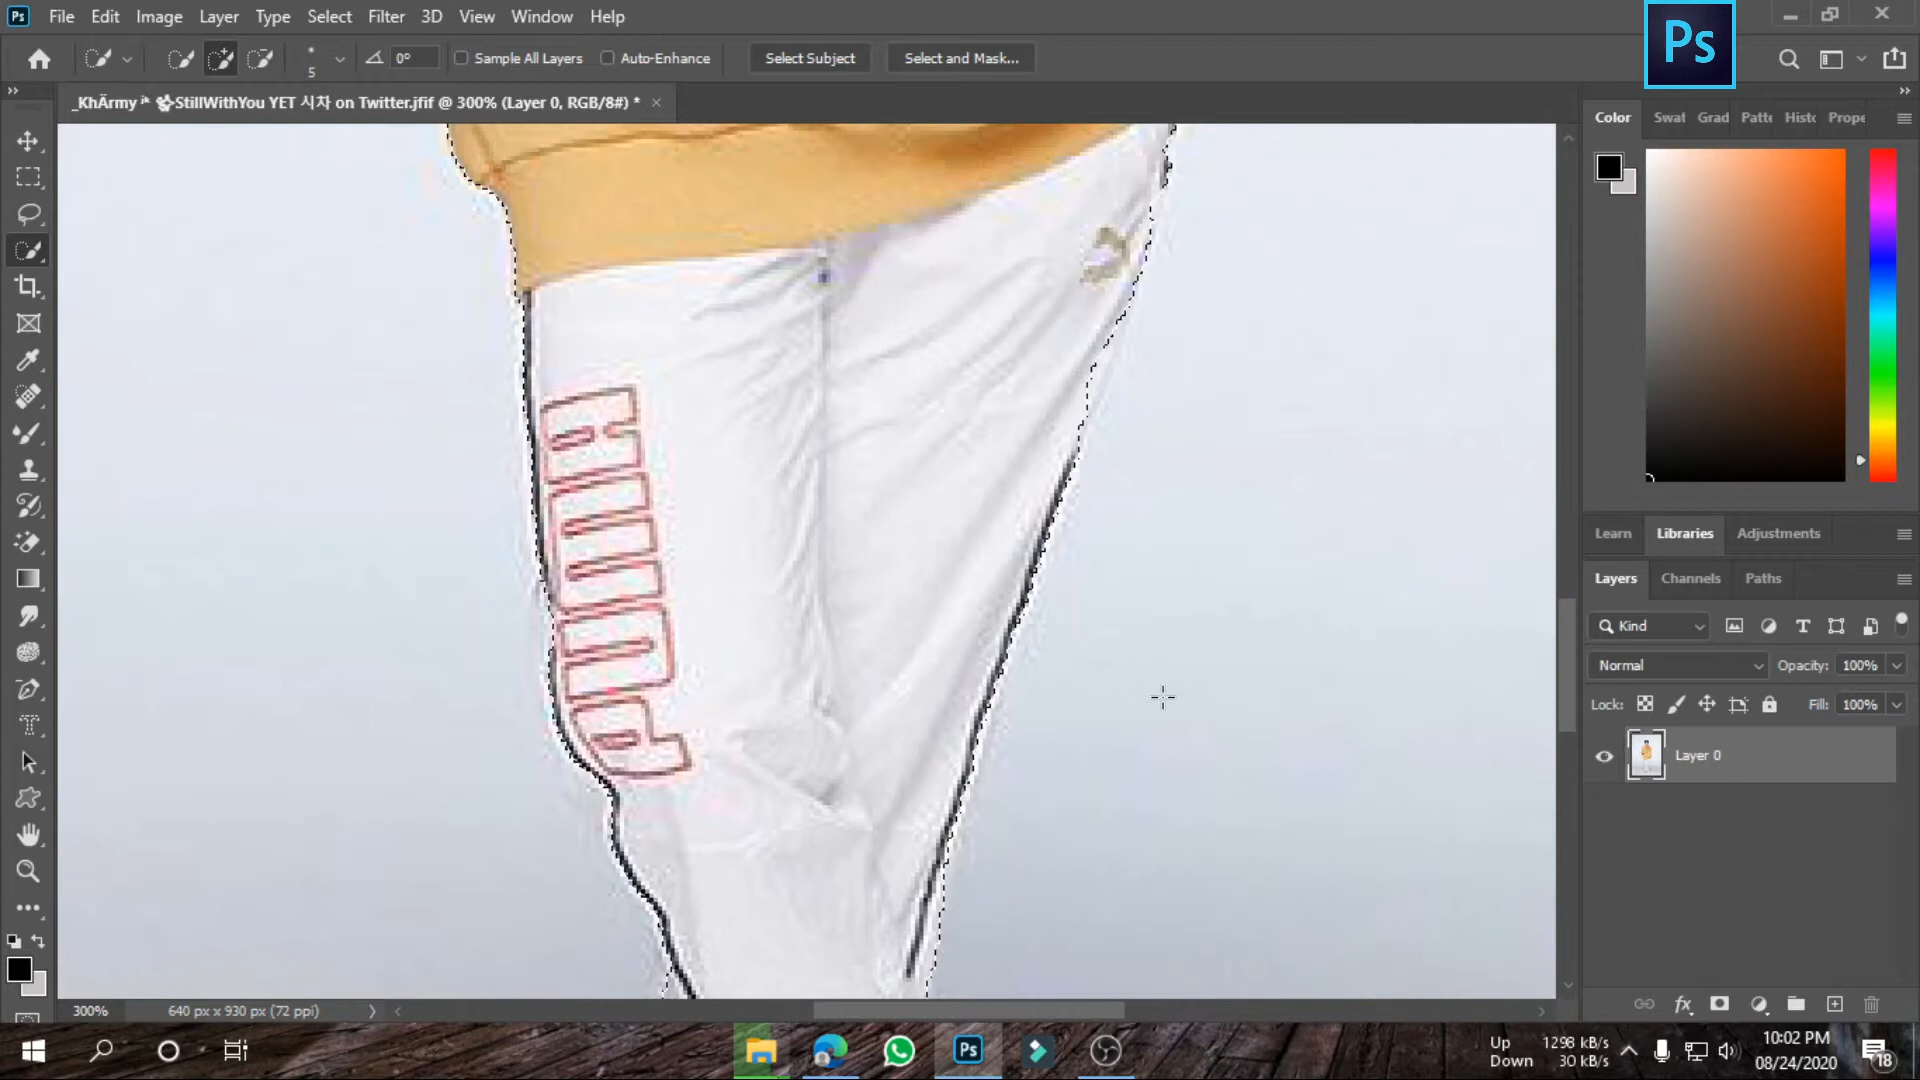 Ps File Edit Image Layer Type Select Filter 3D View Window Help
Ps
5 0° Sample All Layers Auto-Enhance Select Subject Select and Mask...
StillWithYou YET 시차 on Twitter.jfif @ 300% (Layer 0, RGB/8#) *
Color Swat Grad Patt Histo Prope
Learn Libraries Adjustments
Layers Channels Paths
Kind
Normal Opacity: 100%
Lock: Fill: 100%
Layer 0
fx
300% 640 px x 930 px (72 ppi)
Ps
Up 1298 kB/s
Down 30 kB/s
10:02 PM
08/24/2020
18